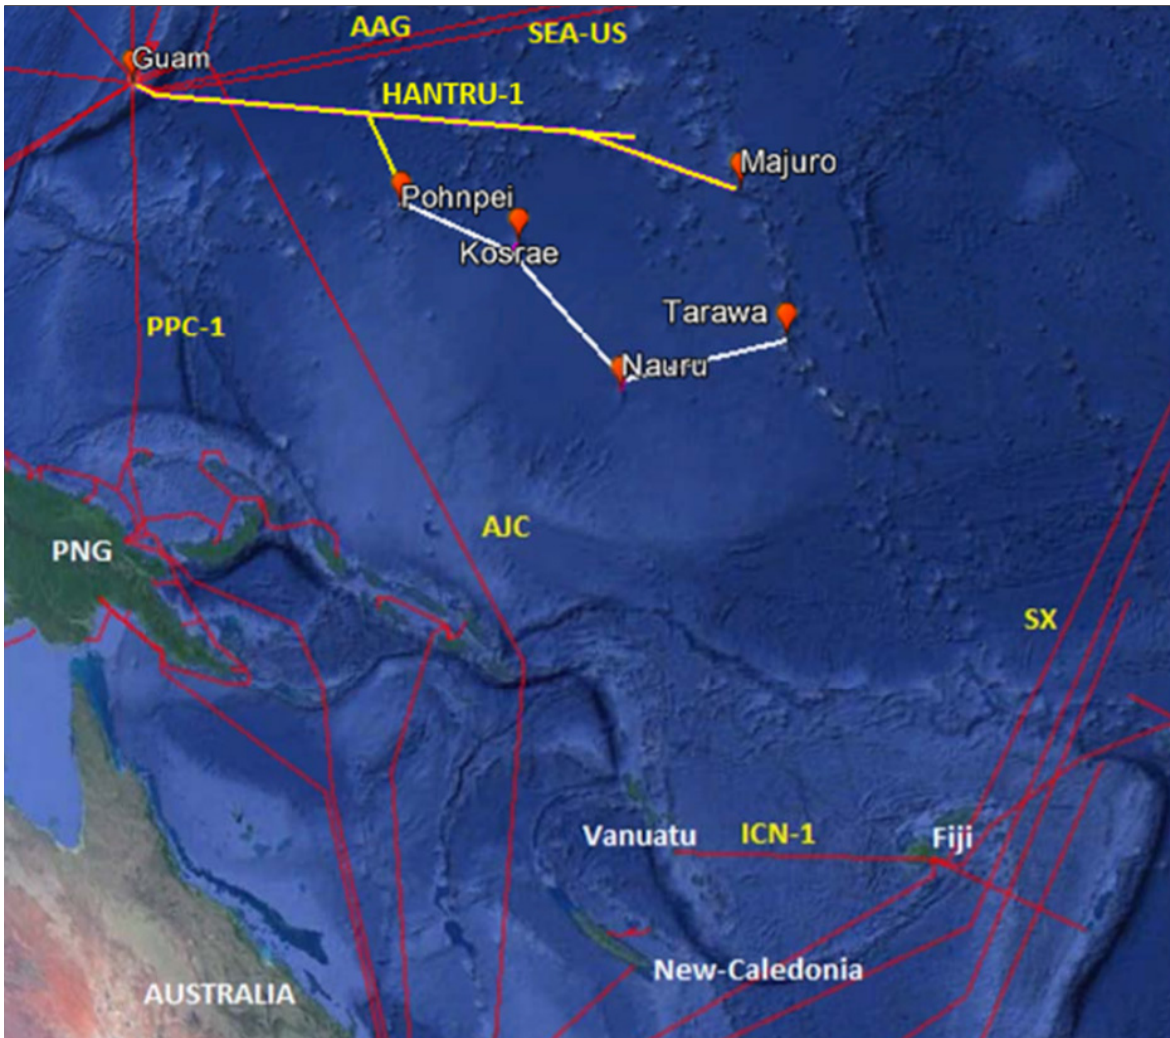 AAG
SEA-US
Guam
HANTRU-1
Majuro
Pohnpei
Kosrae
Tarawa
PPC-1
Nauru
AJC
PNG
SX
Vanuatu
ICN-1
Fiji
New-Caledonia
AUSTRALIA